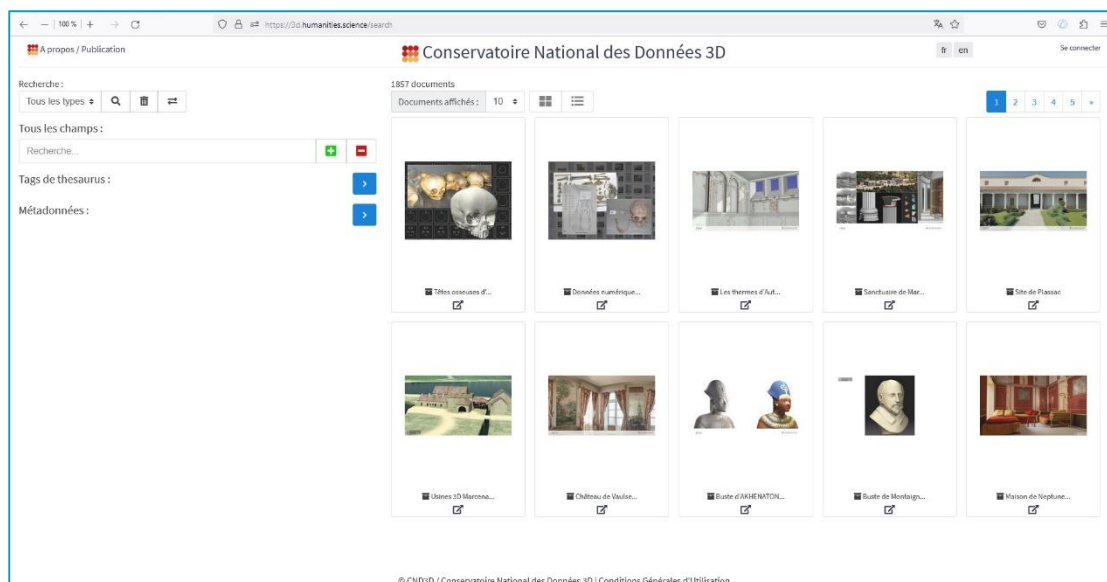 100 %
https://3d.humanities.science/search
A propos / Publication
Conservatoire National des Données 3D
fr en
Se connecter
Recherche :
Tous les types
Tous les champs :
Recherche...
Tags de thesaurus :
Métadonnées :
1857 documents
Documents affichés : 10
1 2 3 4 5 »
Têtes osseuses d'...
Données numérique...
Les thermes d'Aut...
Sanctuaire de Mar...
Site de Plassac
Usines 3D Marcena...
Château de Vaulse...
Buste d'AKHENATON...
Buste de Montaign...
Maison de Neptune...
© CND3D / Conservatoire National des Données 3D | Conditions Générales d'Utilisation